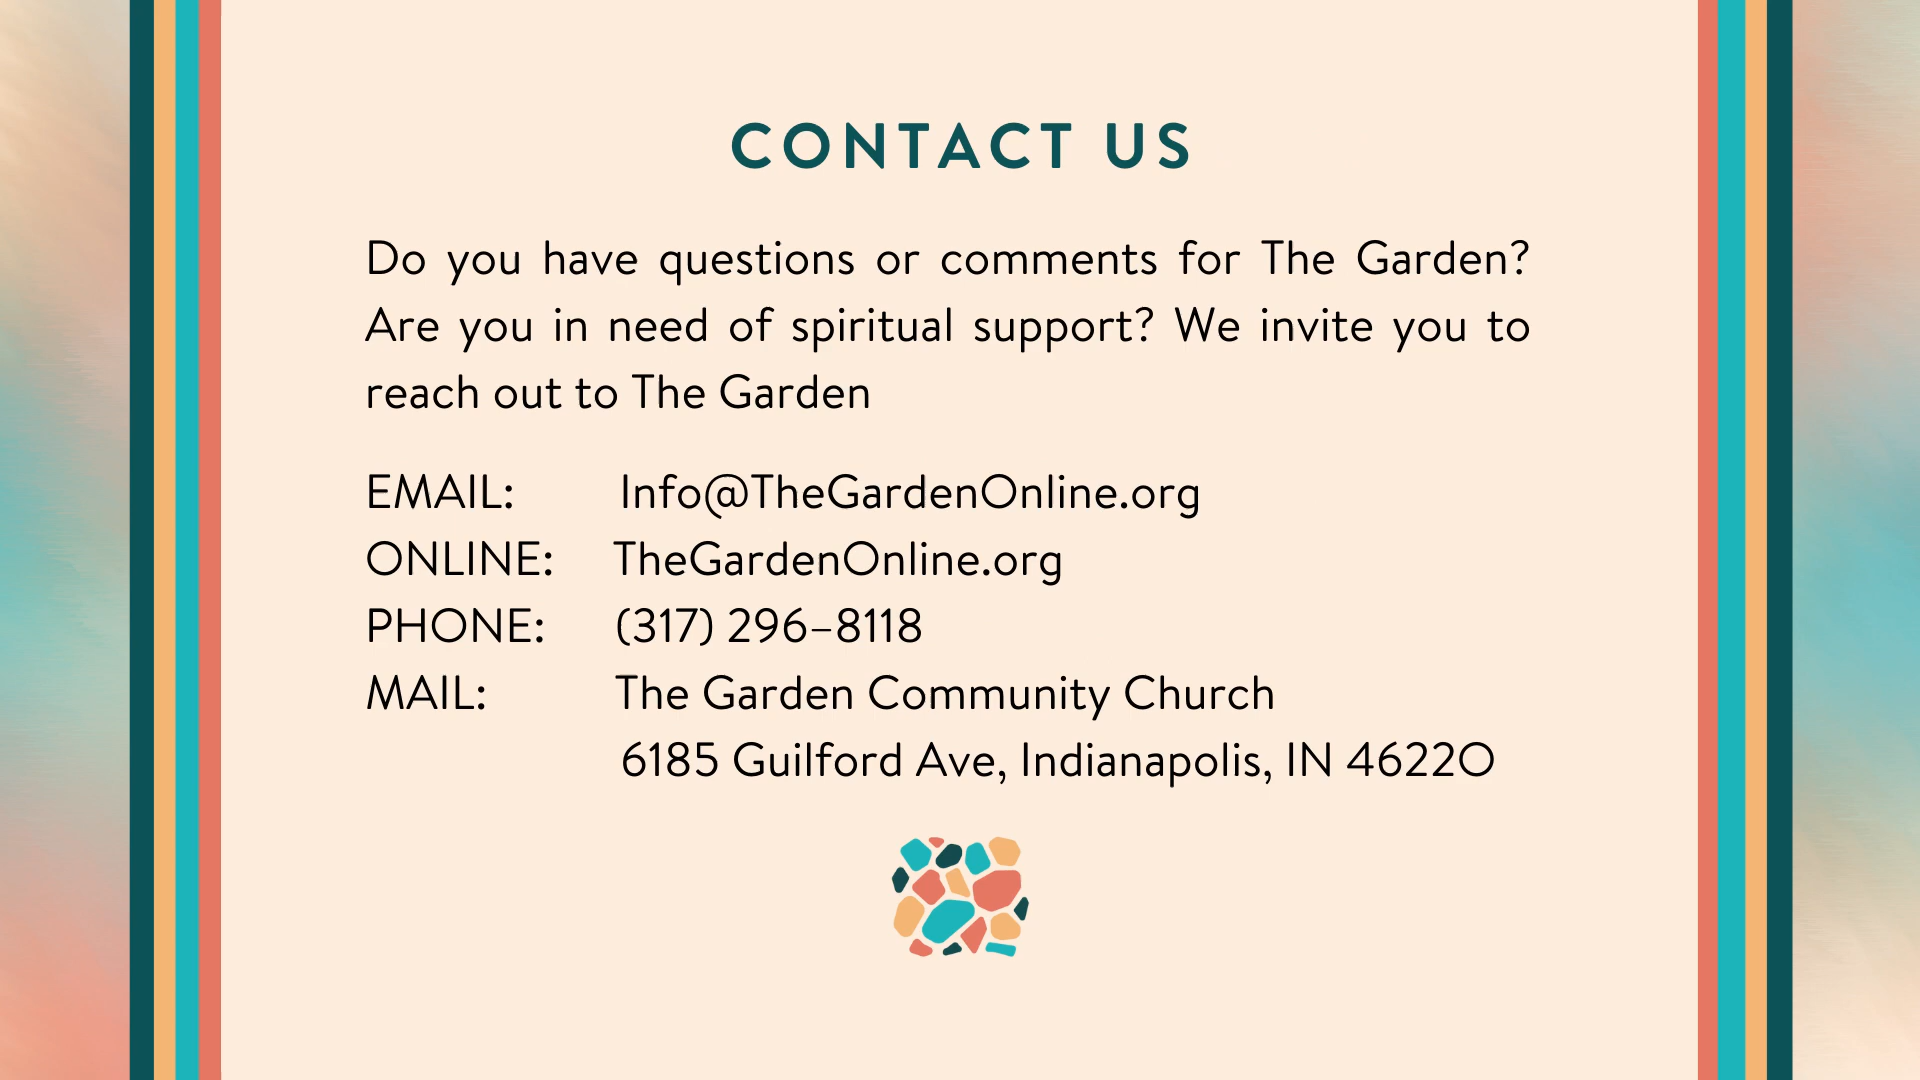 CONTACT US
Do you have questions or comments for The Garden?
Are you in need of spiritual support? We invite you to
reach out to The Garden
EMAIL: Info@TheGardenOnline.org
ONLINE: TheGardenOnline.org
PHONE: (317) 296–8118
MAIL: The Garden Community Church
6185 Guilford Ave, Indianapolis, IN 46220